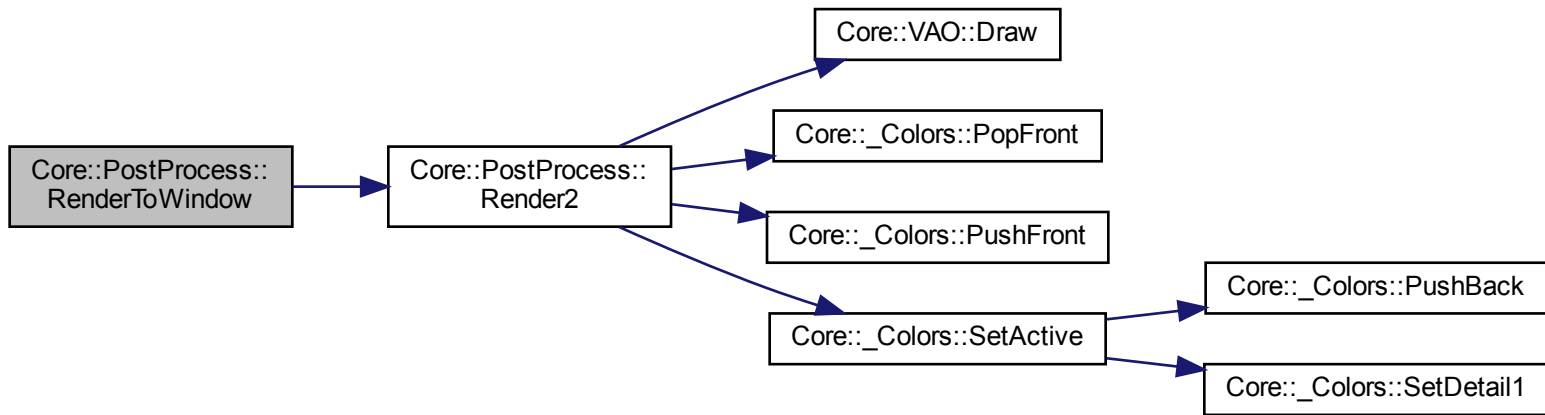 Core::PostProcess::
RenderToWindow
Core::PostProcess::
Render2
Core::VAO::Draw
Core::_Colors::PopFront
Core::_Colors::PushFront
Core::_Colors::SetActive
Core::_Colors::PushBack
Core::_Colors::SetDetail1